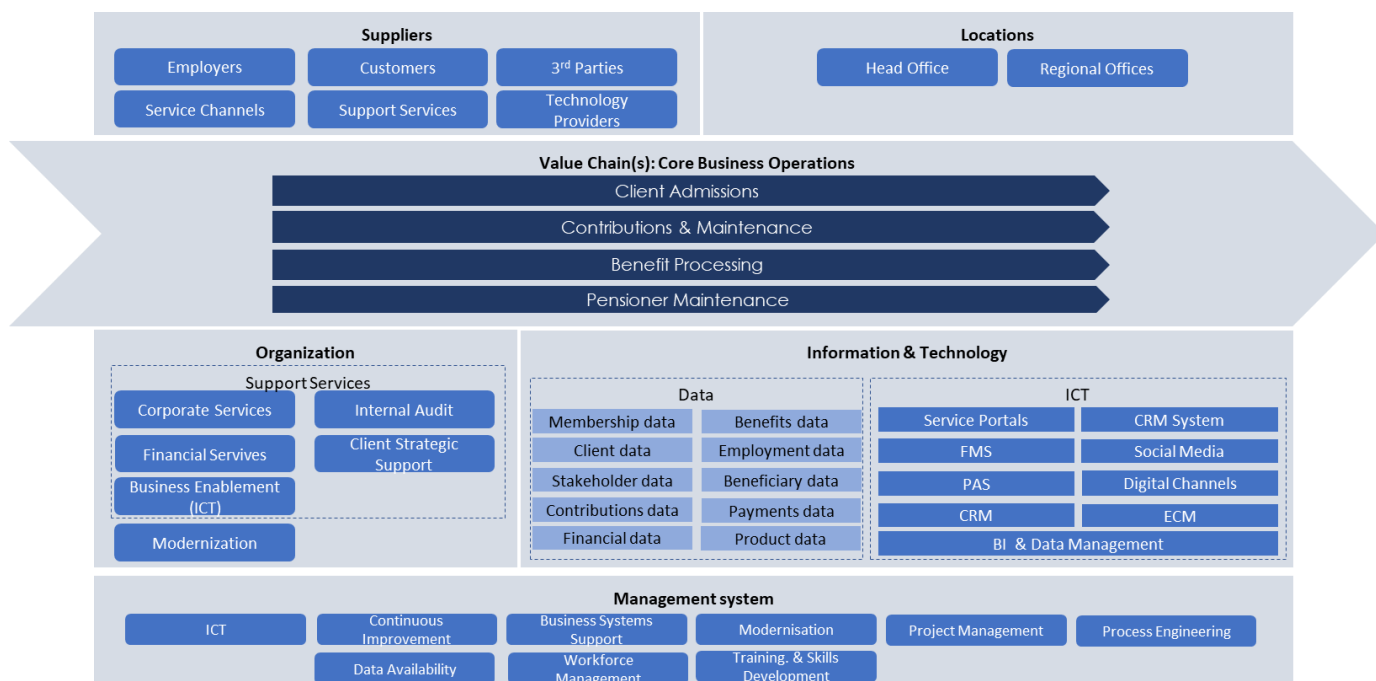 Suppliers
Employers
Customers
3rd Parties
Service Channels
Support Services
Technology
Providers
Locations
Head Office
Regional Offices
Value Chain(s): Core Business Operations
Client Admissions
Contributions & Maintenance
Benefit Processing
Pensioner Maintenance
Organization
Support Services
Corporate Services
Internal Audit
Financial Servives
Client Strategic
Support
Business Enablement
(ICT)
Modernization
Information & Technology
Data
Membership data
Benefits data
Client data
Employment data
Stakeholder data
Beneficiary data
Contributions data
Payments data
Financial data
Product data
ICT
Service Portals
CRM System
FMS
Social Media
PAS
Digital Channels
CRM
ECM
BI & Data Management
Management system
ICT
Continuous
Improvement
Business Systems
Support
Modernisation
Project Management
Process Engineering
Data Availability
Workforce
Management
Training. & Skills
Development